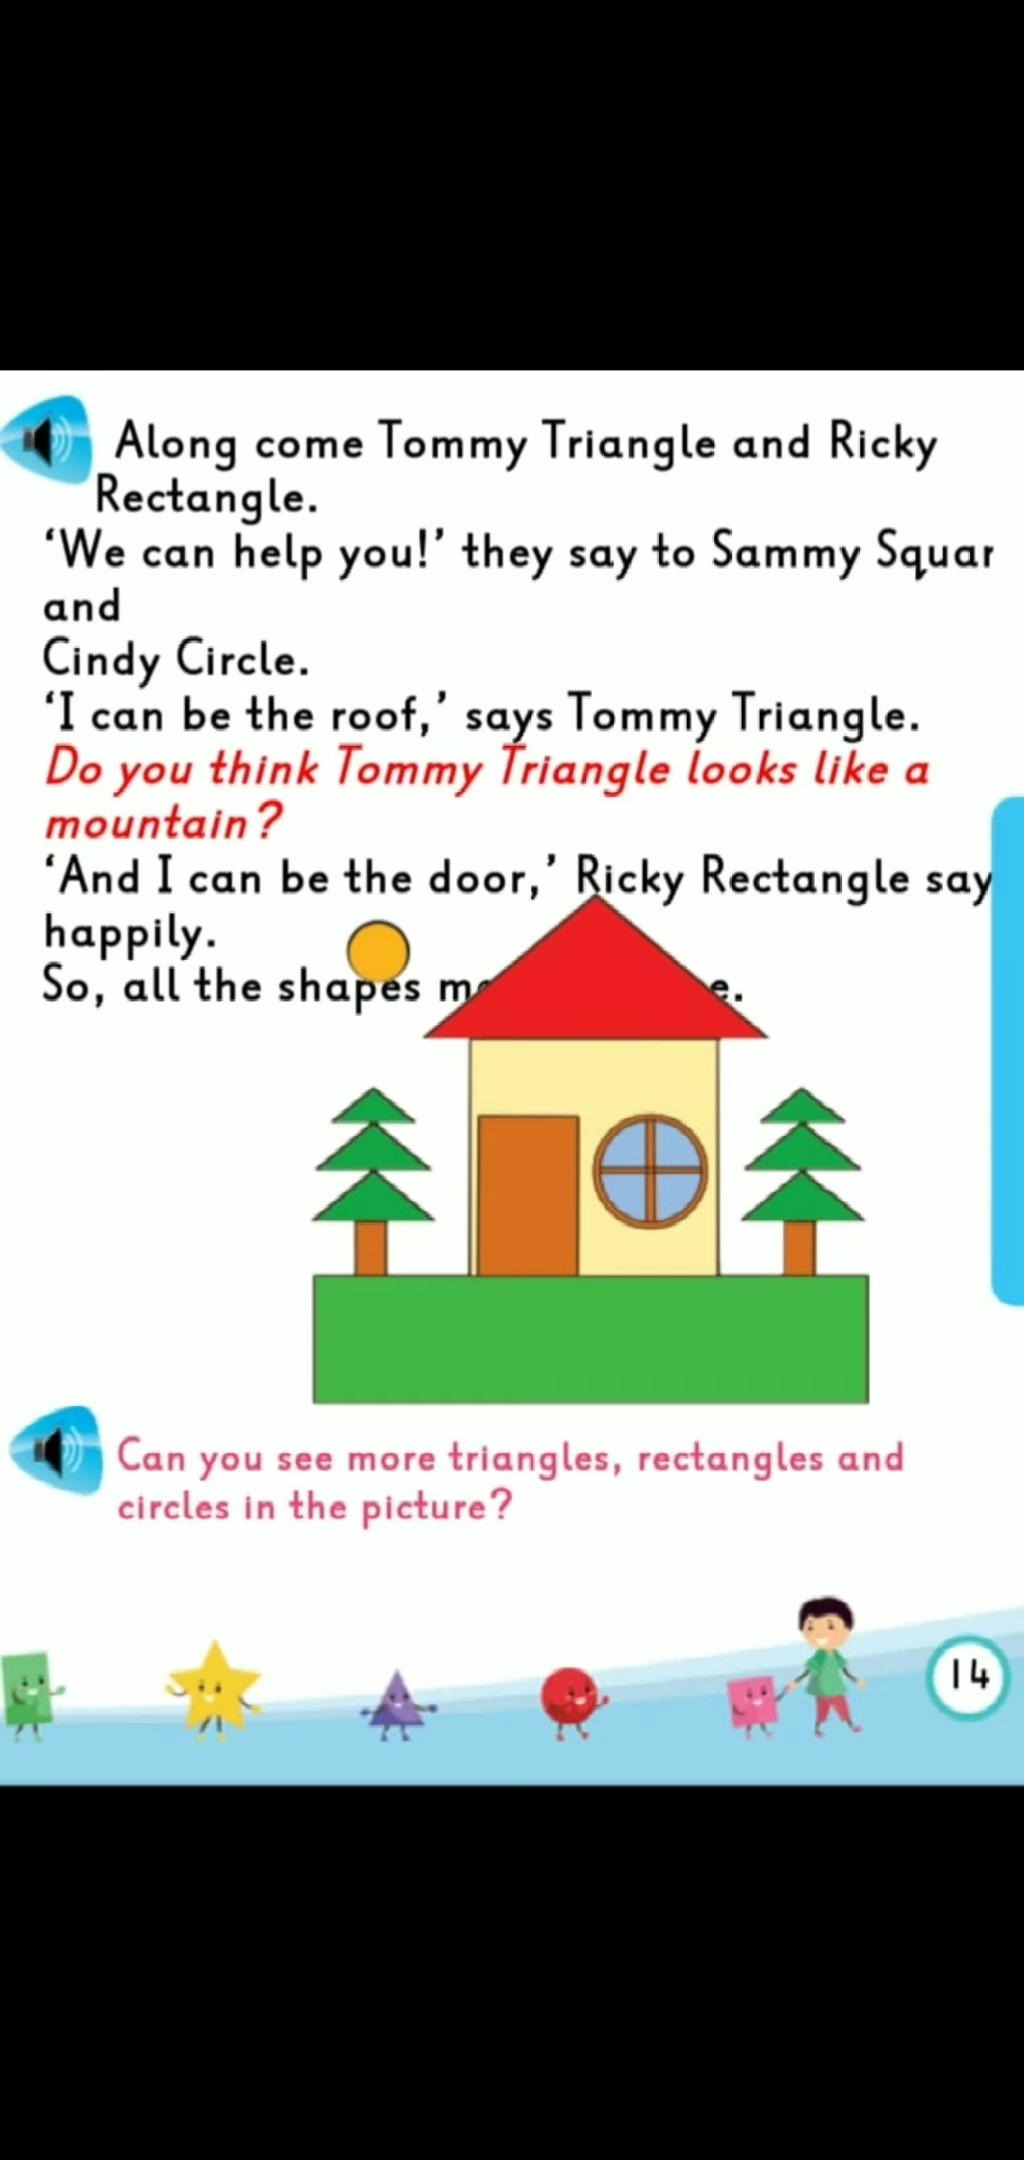 Along come Tommy Triangle and Ricky
Rectangle.
‘We can help you!’ they say to Sammy Squar
and
Cindy Circle.
‘I can be the roof,’ says Tommy Triangle.
Do you think Tommy Triangle looks like a
mountain?
‘And I can be the door,’ Ricky Rectangle say
happily.
So, all the shapes
Can you see more triangles, rectangles and
circles in the picture?
14